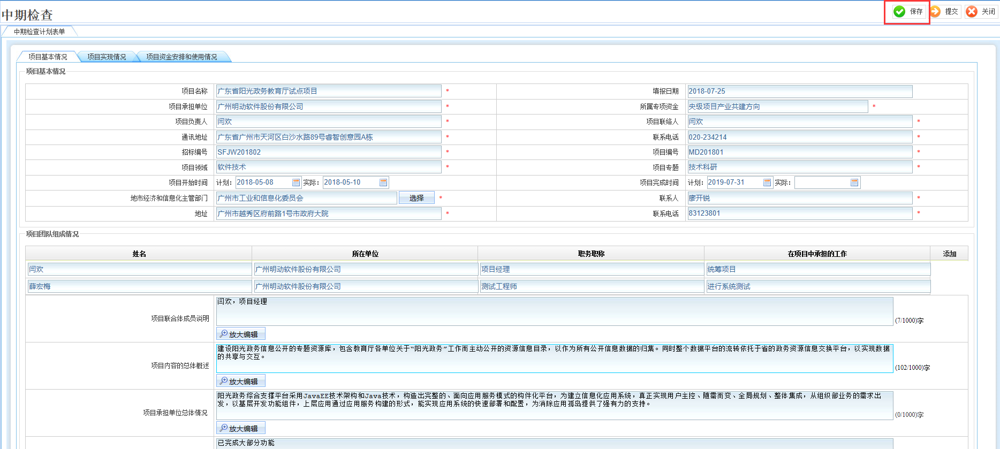 中期检查
保存 提交 关闭
中期检查计划表单
项目基本情况 项目实现情况 项目资金安排和使用情况
项目基本情况
项目名称 广东省阳光政务教育厅试点项目 * 填报日期 2018-07-25
项目承担单位 广州明动软件股份有限公司 * 所属专项资金 央级项目产业共建方向 *
项目负责人 闫欢 * 项目联络人 闫欢 *
通讯地址 广东省广州市天河区白沙水路89号睿智创意园A栋 * 联系电话 020-234214 *
招标编号 SFJW201802 * 项目编号 MD201801 *
项目领域 软件技术 * 项目专题 技术科研 *
项目开始时间 计划: 2018-05-08 实际: 2018-05-10 项目完成时间 计划: 2019-07-31 实际:
地市经济和信息化主管部门 广州市工业和信息化委员会 选择 * 联系人 廖开锐 *
地址 广州市越秀区府前路1号市政府大院 * 联系电话 83123801 *
项目团队组成情况
姓名 所在单位 职务职称 在项目中承担的工作 添加
闫欢 广州明动软件股份有限公司 项目经理 统筹项目
薛宏梅 广州明动软件股份有限公司 测试工程师 进行系统测试
闫欢，项目经理
项目联合体成员说明 (7/1000)字
放大编辑
建设阳光政务信息公开的专题资源库，包含教育厅各单位关于“阳光政务”工作而主动公开的资源信息目录，以作为所有公开信息数据的归集。同时整个数据平台的流转依托于省的政务资源信息交换平台，以实现数据
的共享与交互。
项目内容的总体概述 (102/1000)字
放大编辑
阳光政务综合支撑平台采用JavaEE技术架构和Java技术，构造出完整的、面向应用服务模式的构件化平台，为建立信息化应用系统，真正实现用户主控、随需而变、全局规划、整体集成，从组织部业务的需求出
发，以基层开发功能组件，上层应用通过应用服务构建的形式，能实现应用系统的快速部署和配置，为消除应用孤岛提供了强有力的支持。
项目承担单位总体情况 (0/1000)字
放大编辑
已完成大部分功能